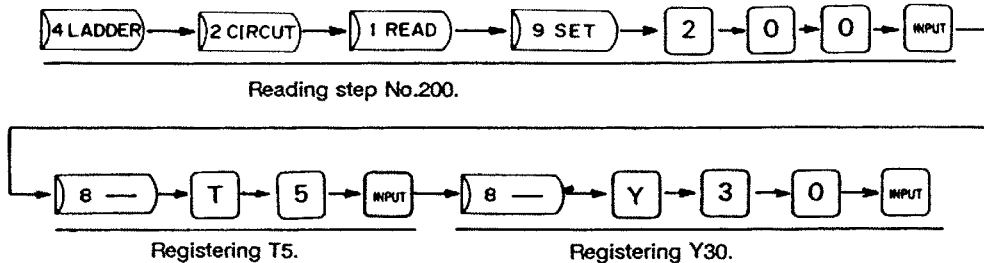 4 LADDER 2 CIRCUT 1 READ 9 SET 2 0 0 INPUT
Reading step No.200.
8 — T 5 INPUT 8 — Y 3 0 INPUT
Registering T5. Registering Y30.